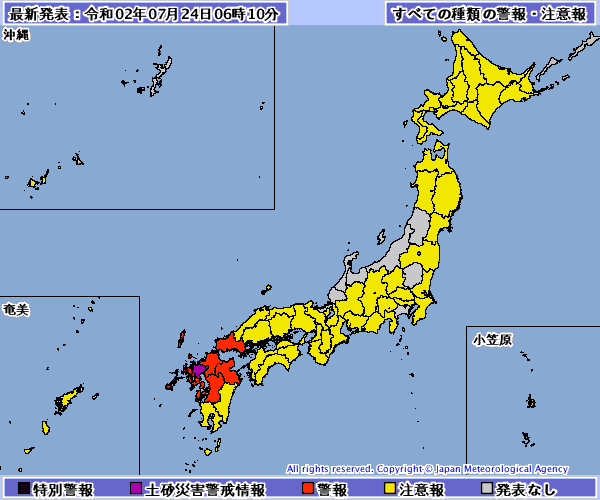 最新発表：令和02年07月24日06時10分
すべての種類の警報・注意報
沖縄
奄美
小笠原
All rights reserved. Copyright © Japan Meteorological Agency
特別警報
土砂災害警戒情報
警報
注意報
発表なし